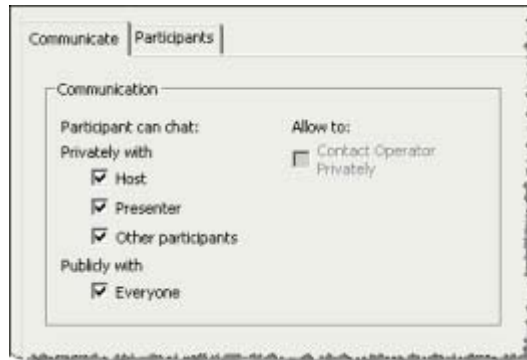 Communicate Participants
Communication
Participant can chat:
Privately with
Host
Presenter
Other participants
Publicly with
Everyone
Allow to:
Contact Operator
Privately